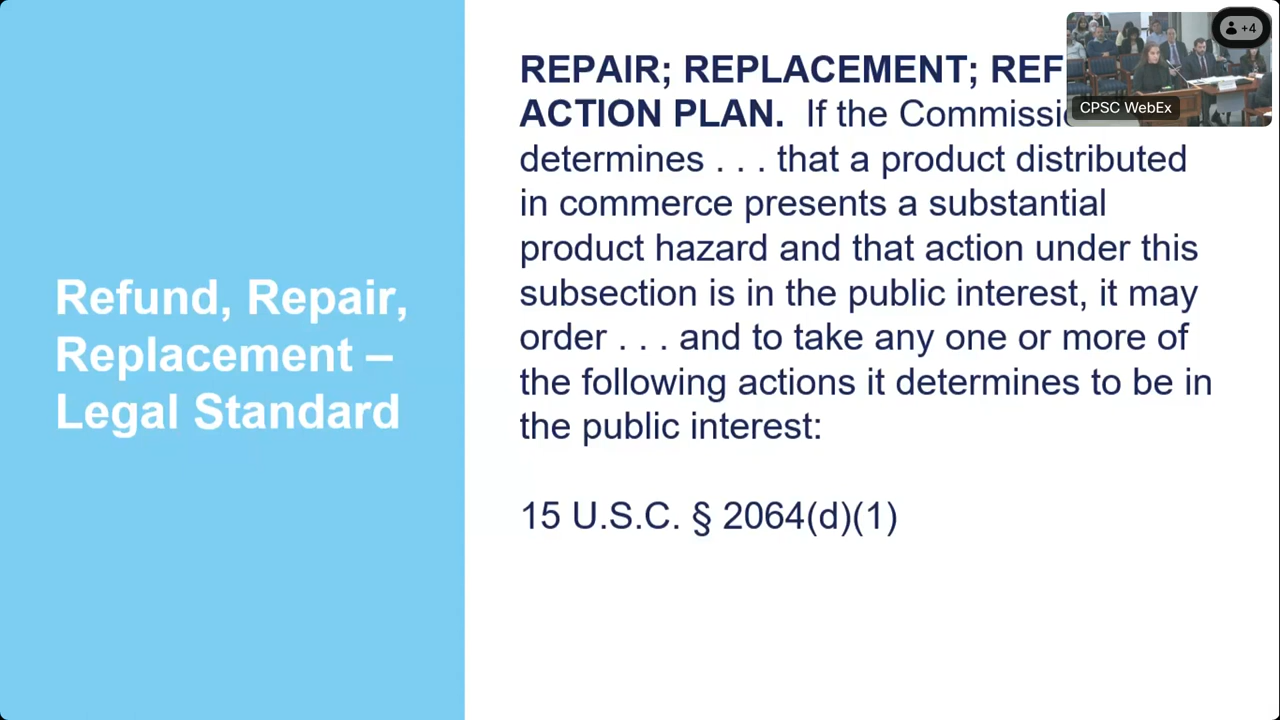 Refund, Repair,
Replacement –
Legal Standard
REPAIR; REPLACEMENT; REF
ACTION PLAN. If the Commissi
determines . . . that a product distributed
in commerce presents a substantial
product hazard and that action under this
subsection is in the public interest, it may
order . . . and to take any one or more of
the following actions it determines to be in
the public interest:
15 U.S.C. § 2064(d)(1)
+4
CPSC WebEx